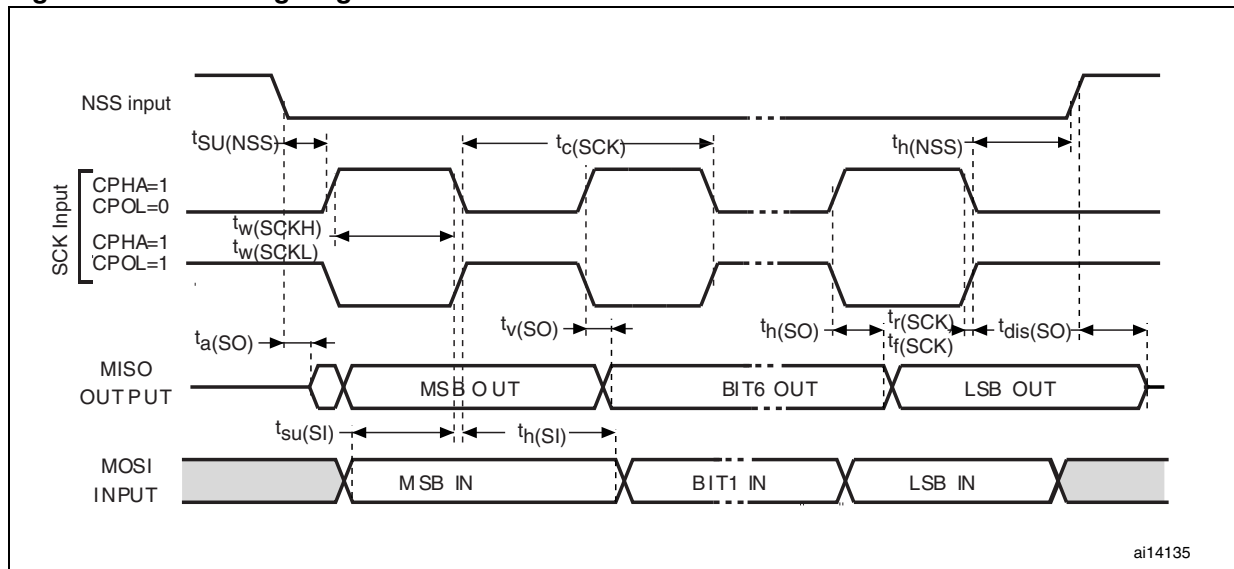 NSS input
tSU(NSS)
tc(SCK)
th(NSS)
SCK Input
CPHA=1
CPOL=0
tw(SCKH)
tw(SCKL)
CPHA=1
CPOL=1
ta(SO)
tv(SO)
th(SO)
tr(SCK)
tf(SCK)
tdis(SO)
MISO
OUTPUT
MSB OUT
BIT6 OUT
LSB OUT
tsu(SI)
th(SI)
MOSI
INPUT
MSB IN
BIT1 IN
LSB IN
ai14135